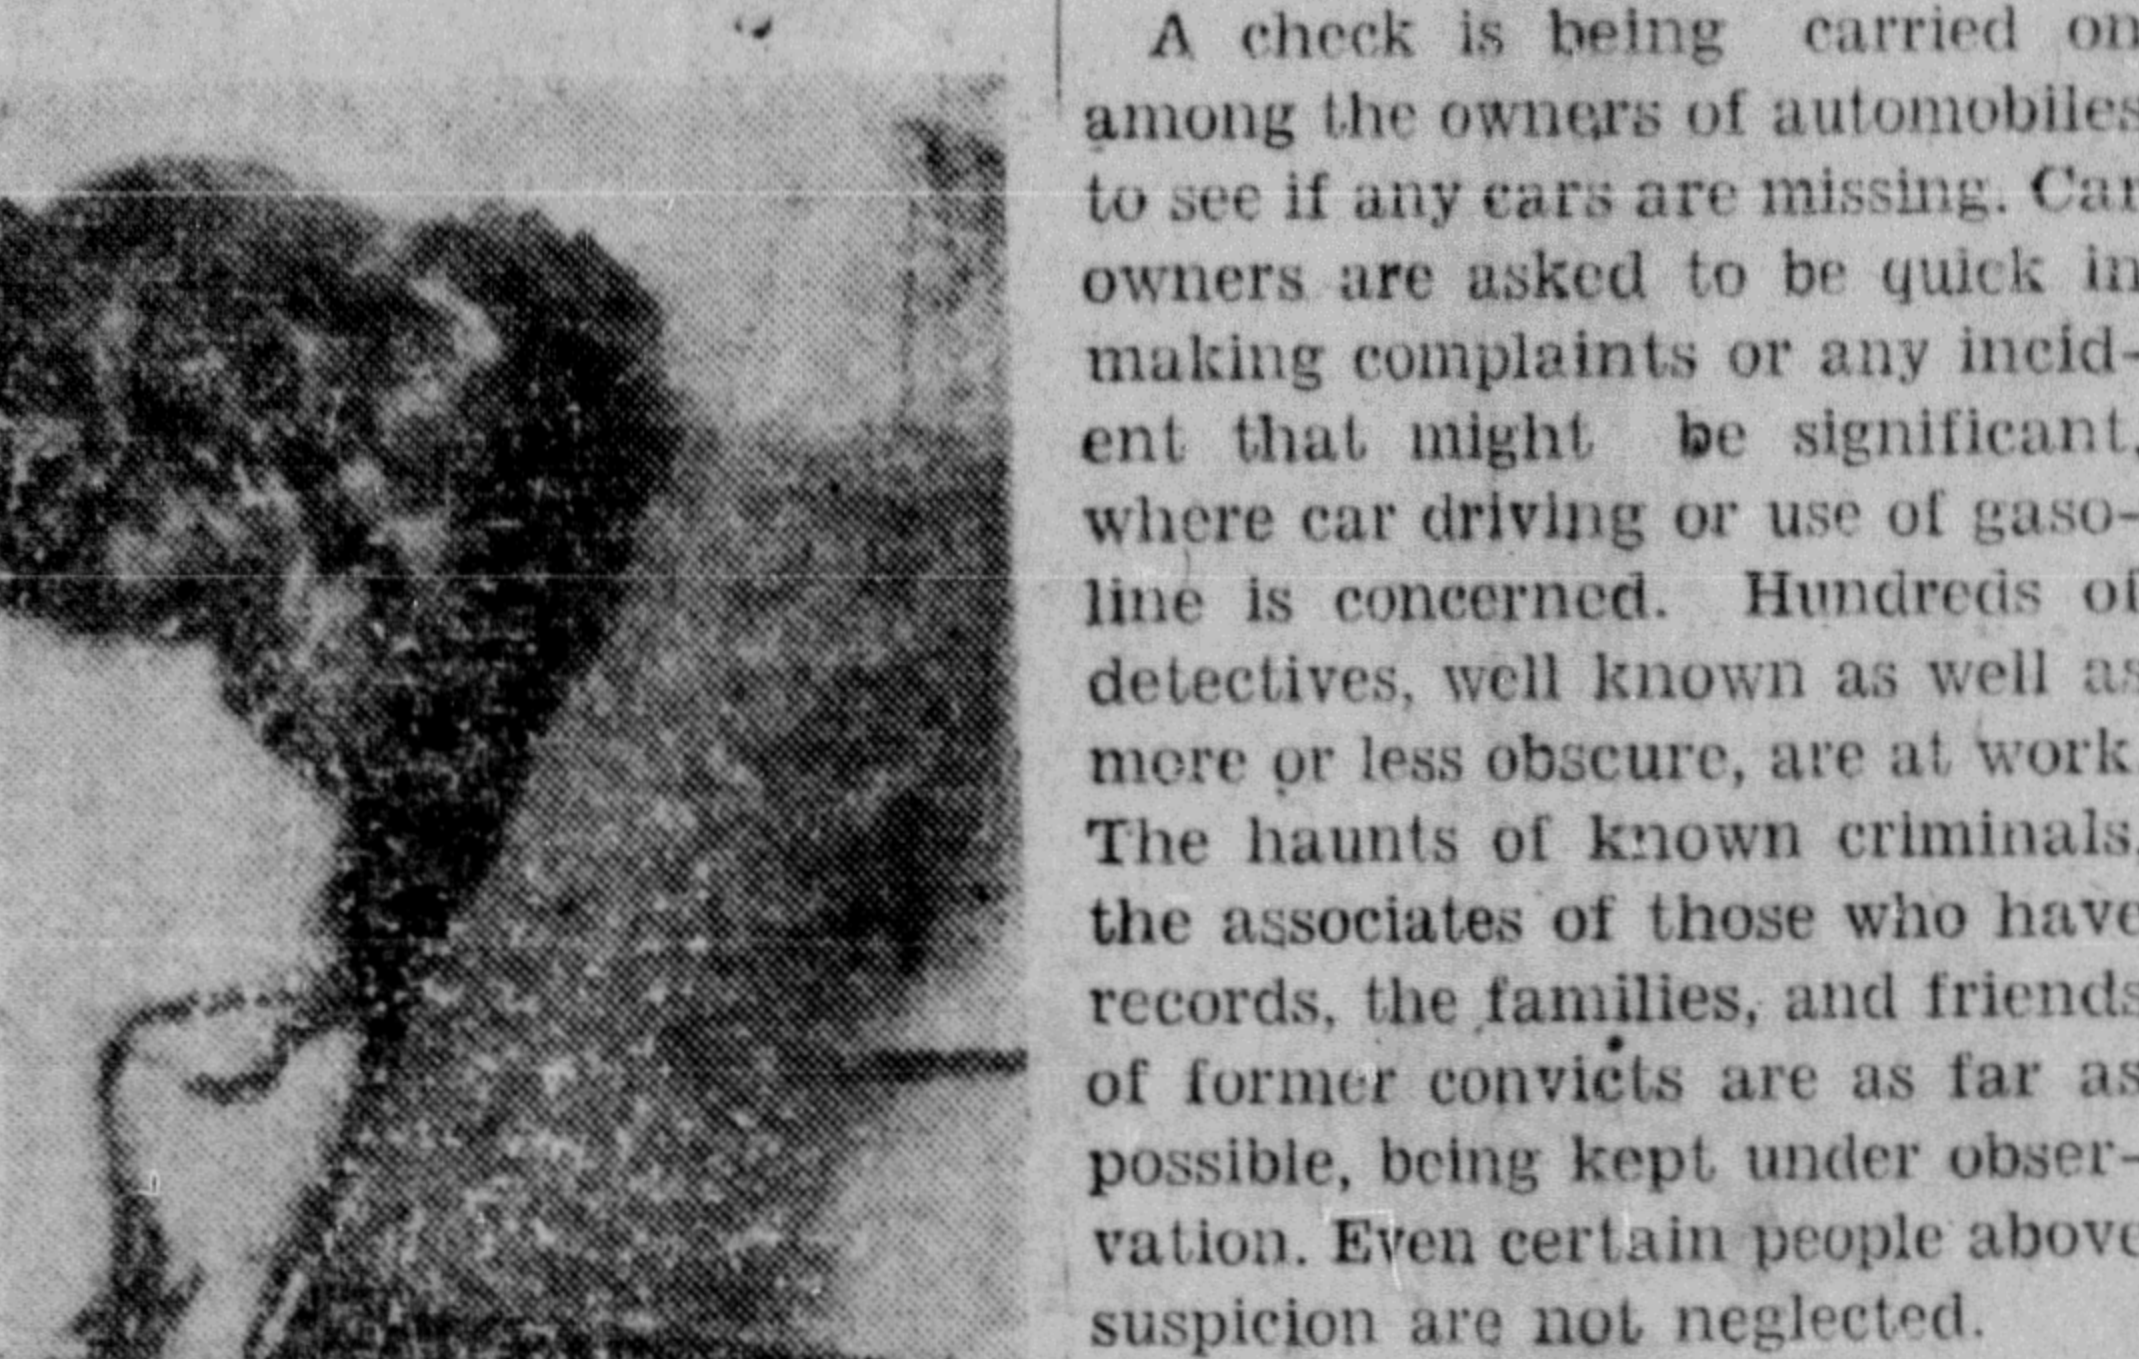 A check is being carried on
among the owners of automobiles
to see if any cars are missing. Car
owners are asked to be quick in
making complaints or any incid-
ent that might be significant,
where car driving or use of gaso-
line is concerned. Hundreds of
detectives, well known as well as
more or less obscure, are at work.
The haunts of known criminals,
the associates of those who have
records, the families, and friends
of former convicts are as far as
possible, being kept under obser-
vation. Even certain people above
suspicion are not neglected.